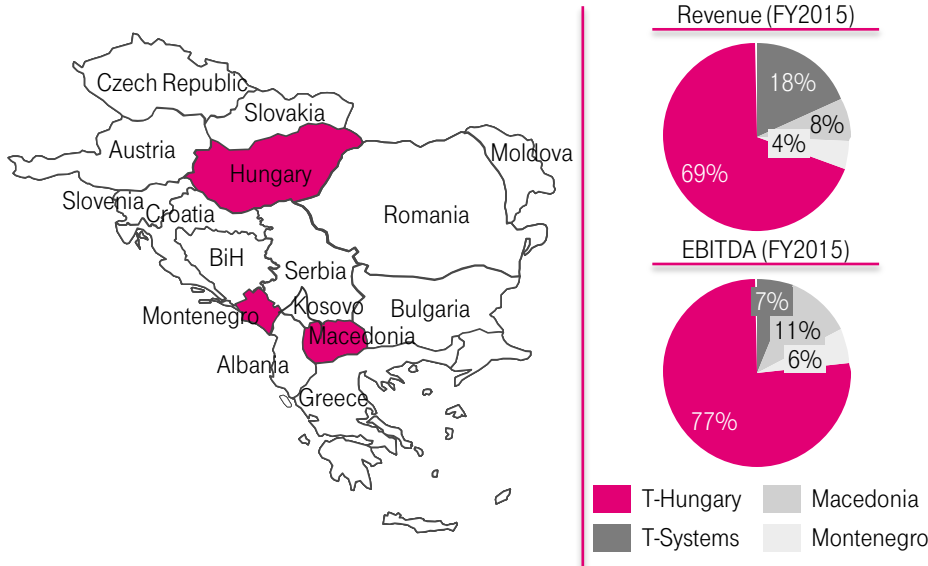 Czech Republic
Slovakia
Austria
Hungary
Moldova
Slovenia
Croatia
Romania
BiH
Serbia
Kosovo
Bulgaria
Montenegro
Macedonia
Albania
Greece
Revenue (FY2015)
18%
8%
4%
69%
EBITDA (FY2015)
7%
11%
6%
77%
T-Hungary
Macedonia
T-Systems
Montenegro